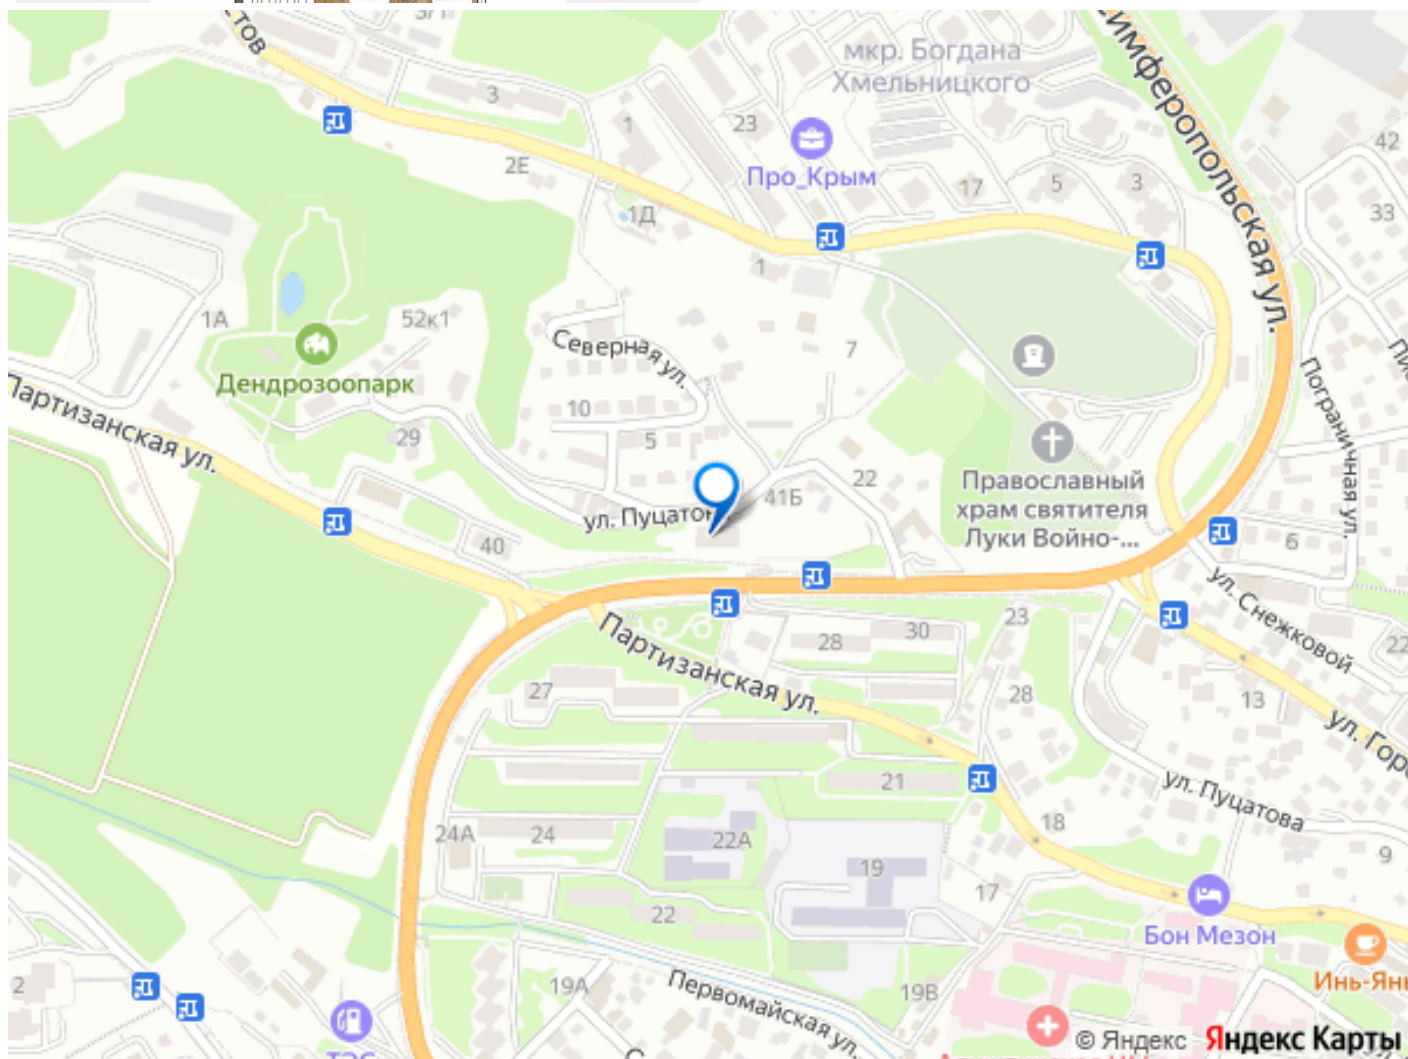 3/1
3
1
23
мкр. Богдана
Хмельницкого
Симферопольская ул.
42
2Е
Про_Крым
17
5
3
33
1Д
1
1А
52к1
Северная ул.
7
Дендрозоопарк
Партизанская ул.
10
29
5
Пограничная ул.
22
41Б
Православный
храм святителя
Луки Войно-...
ул. Пуцатова
40
6
ул. Снежковой
23
28
30
Партизанская ул.
22
27
28
13
21
ул. Пуцатова
18
24А
24
22А
19
9
17
22
Бон Мезон
2
19А
19В
Первомайская ул.
Инь-Янь
© Яндекс
Яндекс Карты